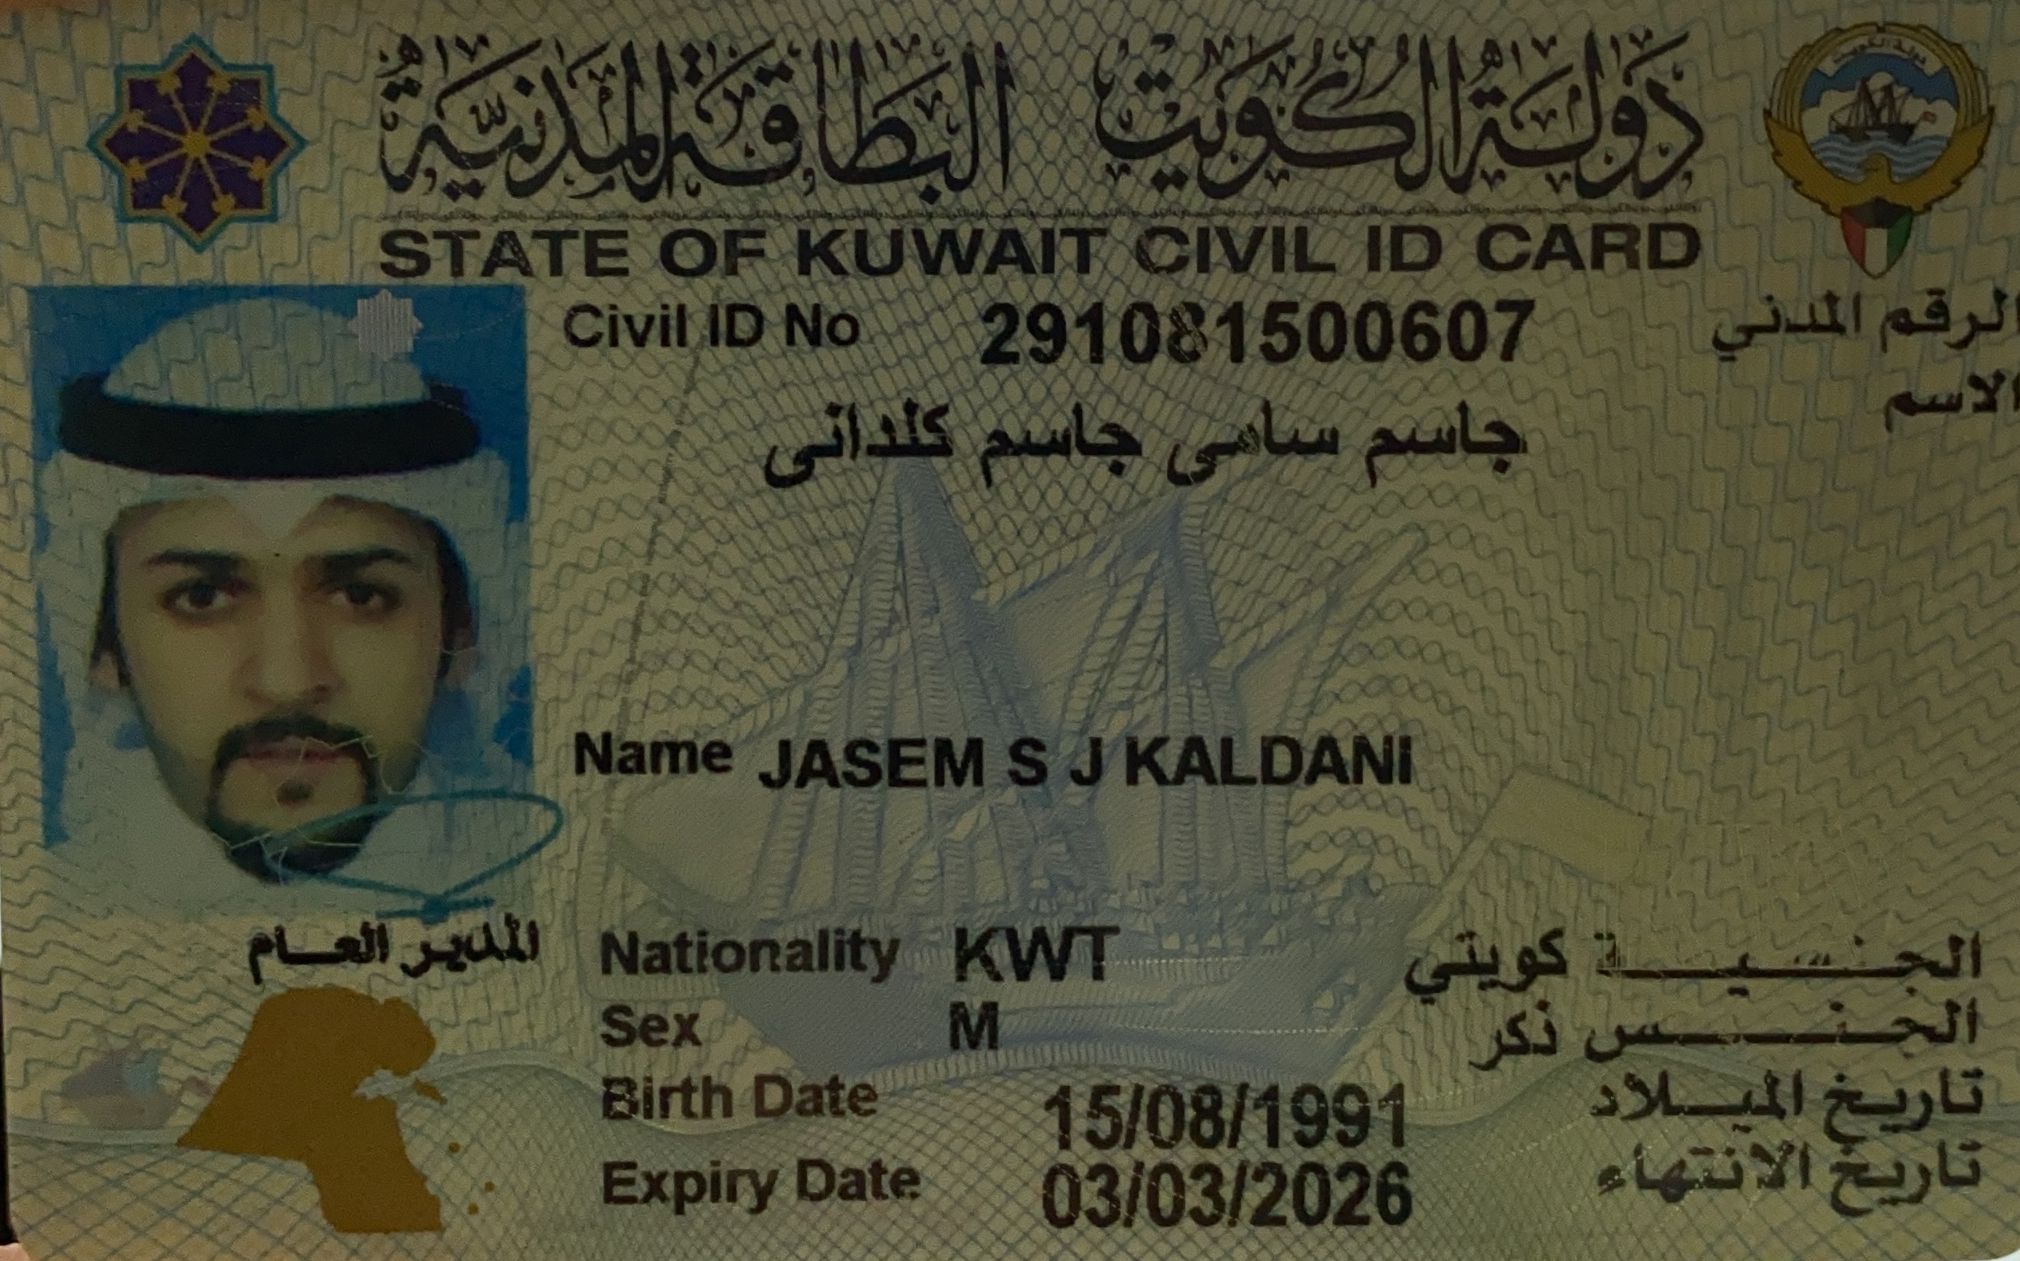 دولة الكويت البطاقة المدنية
STATE OF KUWAIT CIVIL ID CARD
Civil ID No 291081500607 الرقم المدني
الاسم
جاسم سامي جاسم كلداني
Name JASEM S J KALDANI
المدير العام
Nationality KWT الجنسية كويتي
Sex M الجنس ذكر
Birth Date 15/08/1991 تاريخ الميلاد
Expiry Date 03/03/2026 تاريخ الانتهاء